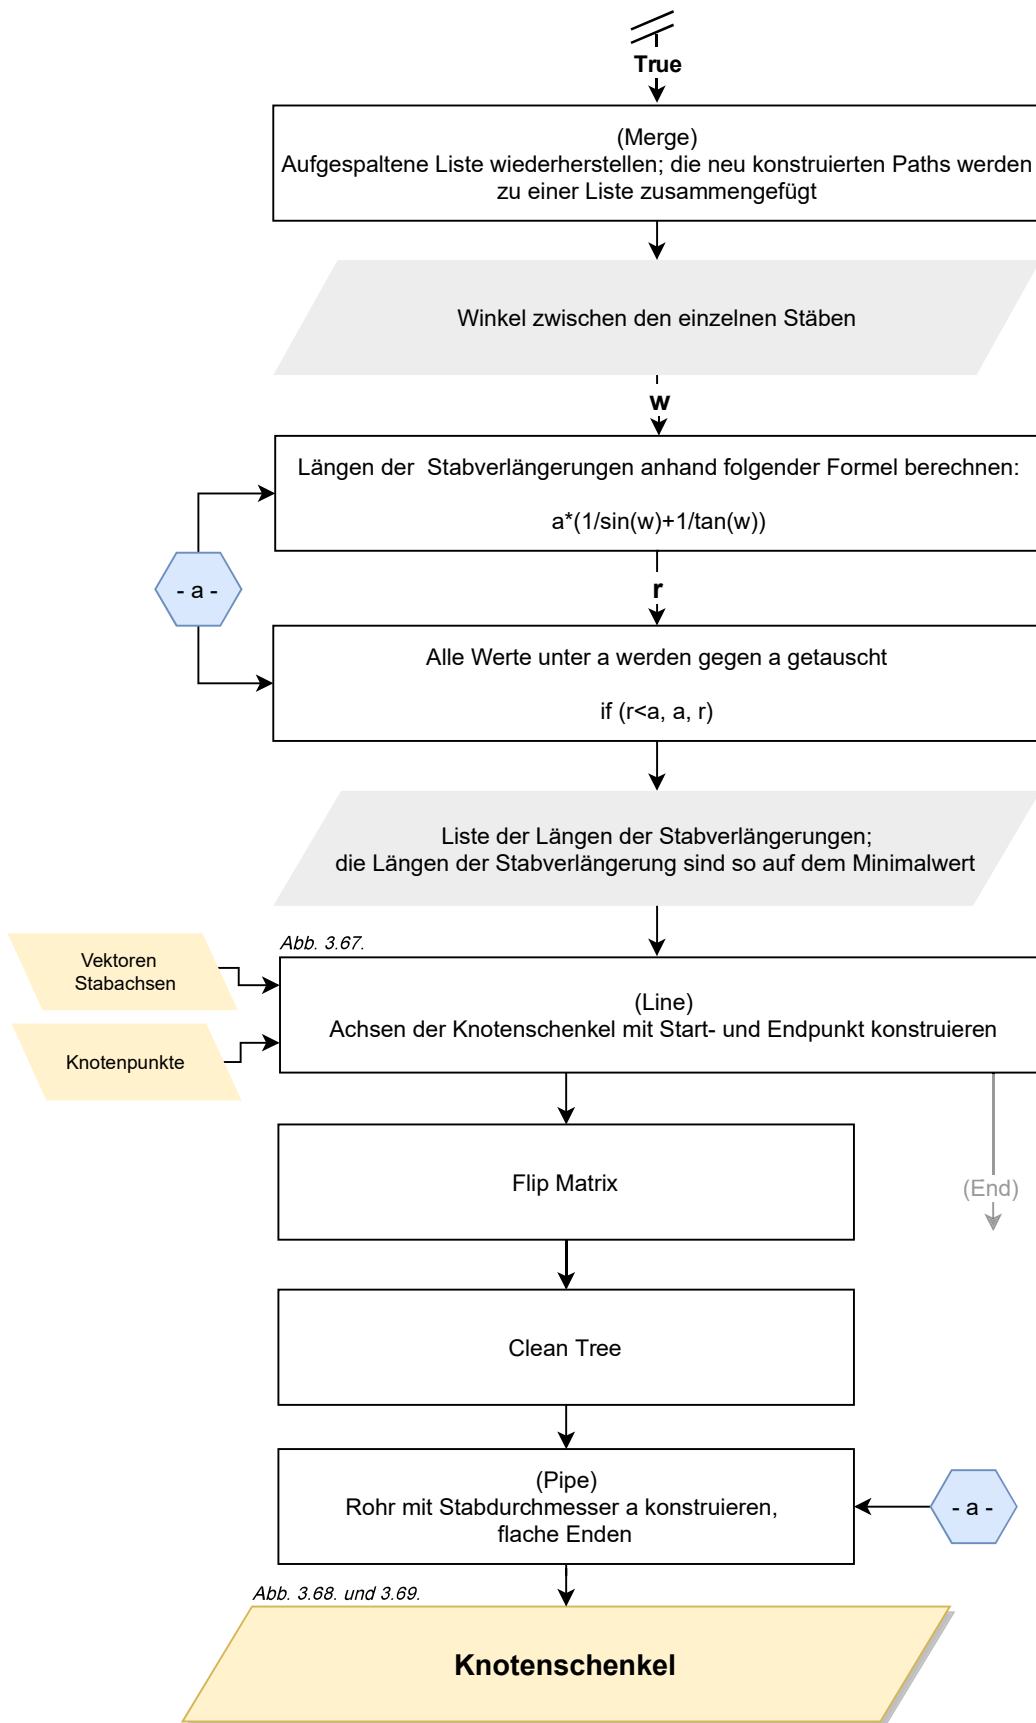 True
(Merge)
Aufgespaltene Liste wiederherstellen; die neu konstruierten Paths werden
zu einer Liste zusammengefügt
Winkel zwischen den einzelnen Stäben
w
Längen der Stabverlängerungen anhand folgender Formel berechnen:
a*(1/sin(w)+1/tan(w))
- a -
r
Alle Werte unter a werden gegen a getauscht
if (r<a, a, r)
Liste der Längen der Stabverlängerungen;
die Längen der Stabverlängerung sind so auf dem Minimalwert
Abb. 3.67.
Vektoren
Stabachsen
(Line)
Achsen der Knotenschenkel mit Start- und Endpunkt konstruieren
Knotenpunkte
Flip Matrix
(End)
Clean Tree
(Pipe)
Rohr mit Stabdurchmesser a konstruieren,
flache Enden
- a -
Abb. 3.68. und 3.69.
Knotenschenkel